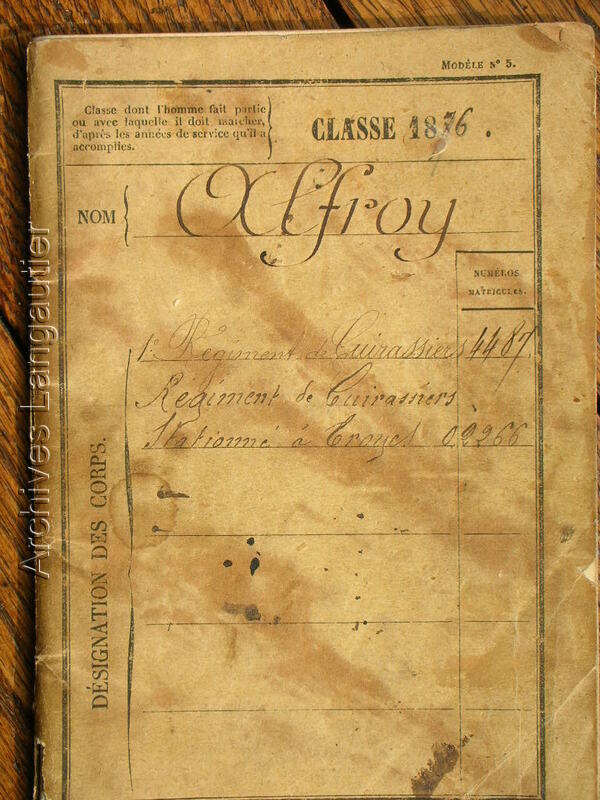 MODÈLE N° 5.
Classe dont l'homme fait partie
ou avec laquelle il doit marcher,
d'après les années de service qu'il a
accomplies.
CLASSE 1876.
NOM
Alfroy
NUMÉROS
MATRICULES.
1° Régiment de Cuirassiers 4487
Régiment de Cuirassiers
Stationné à Troyes 02266
DÉSIGNATION DES CORPS.
Archives Langautier